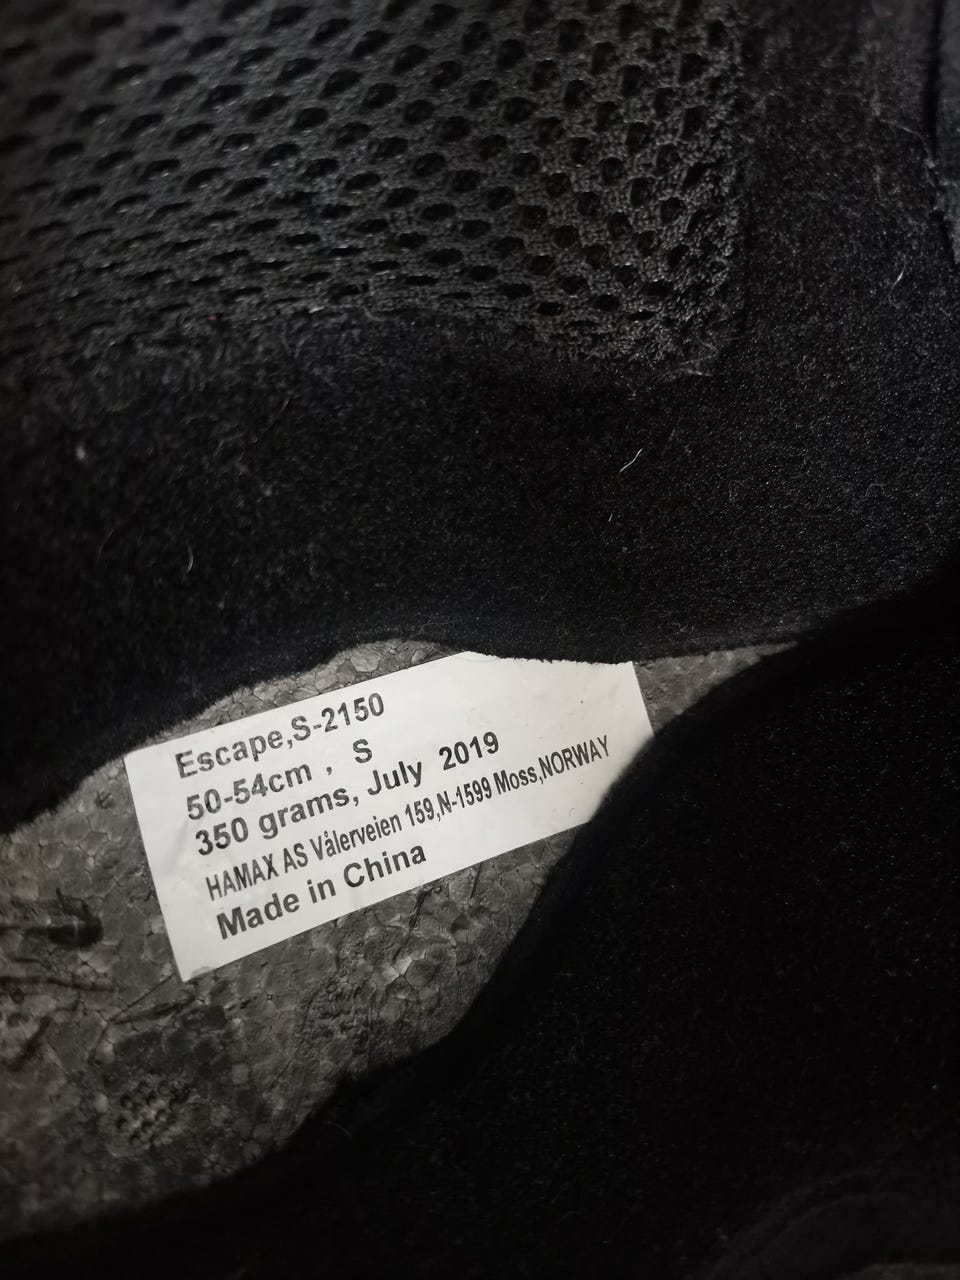 Escape,S-2150
50-54cm , S
350 grams, July 2019
HAMAX AS Vålerveien 159,N-1599 Moss,NORWAY
Made in China